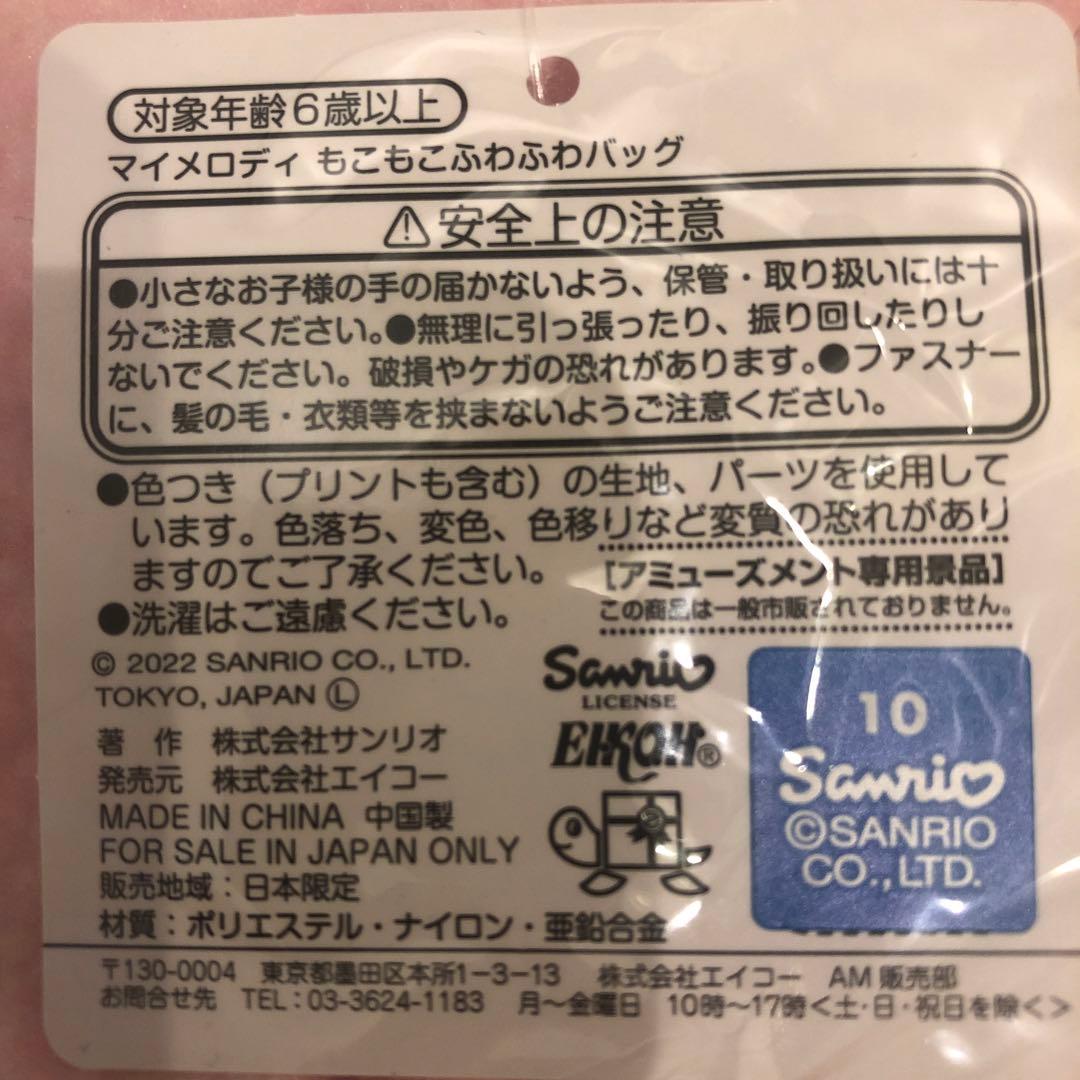 対象年齢6歳以上
マイメロディ もこもこふわふわバッグ
⚠安全上の注意
●小さなお子様の手の届かないよう、保管・取り扱いには十
分ご注意ください。●無理に引っ張ったり、振り回したりし
ないでください。破損やケガの恐れがあります。●ファスナー
に、髪の毛・衣類等を挟まないようご注意ください。
●色つき（プリントも含む）の生地、パーツを使用して
います。色落ち、変色、色移りなど変質の恐れがあり
ますのでご了承ください。
●洗濯はご遠慮ください。
[アミューズメント専用景品]
この商品は一般市販されておりません。
© 2022 SANRIO CO., LTD.
TOKYO, JAPAN Ⓛ
著 作 株式会社サンリオ
発売元 株式会社エイコー
MADE IN CHINA 中国製
FOR SALE IN JAPAN ONLY
販売地域：日本限定
材質：ポリエステル・ナイロン・亜鉛合金
Sanrio
LICENSE
EIKOH®
10
Sanrio
©SANRIO
CO., LTD.
〒130-0004 東京都墨田区本所1-3-13 株式会社エイコー AM販売部
お問合せ先 TEL：03-3624-1183 月～金曜日 10時～17時<土・日・祝日を除く>